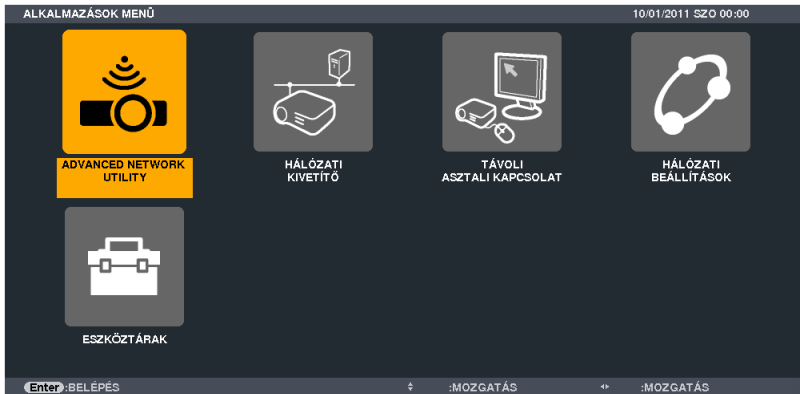 ALKALMAZÁSOK MENÜ 10/01/2011 SZO 00:00
ADVANCED NETWORK
UTILITY
HÁLÓZATI
KIVETÍTŐ
TÁVOLI
ASZTALI KAPCSOLAT
HÁLÓZATI
BEÁLLÍTÁSOK
ESZKÖZTÁRAK
Enter :BELÉPÉS :MOZGATÁS :MOZGATÁS